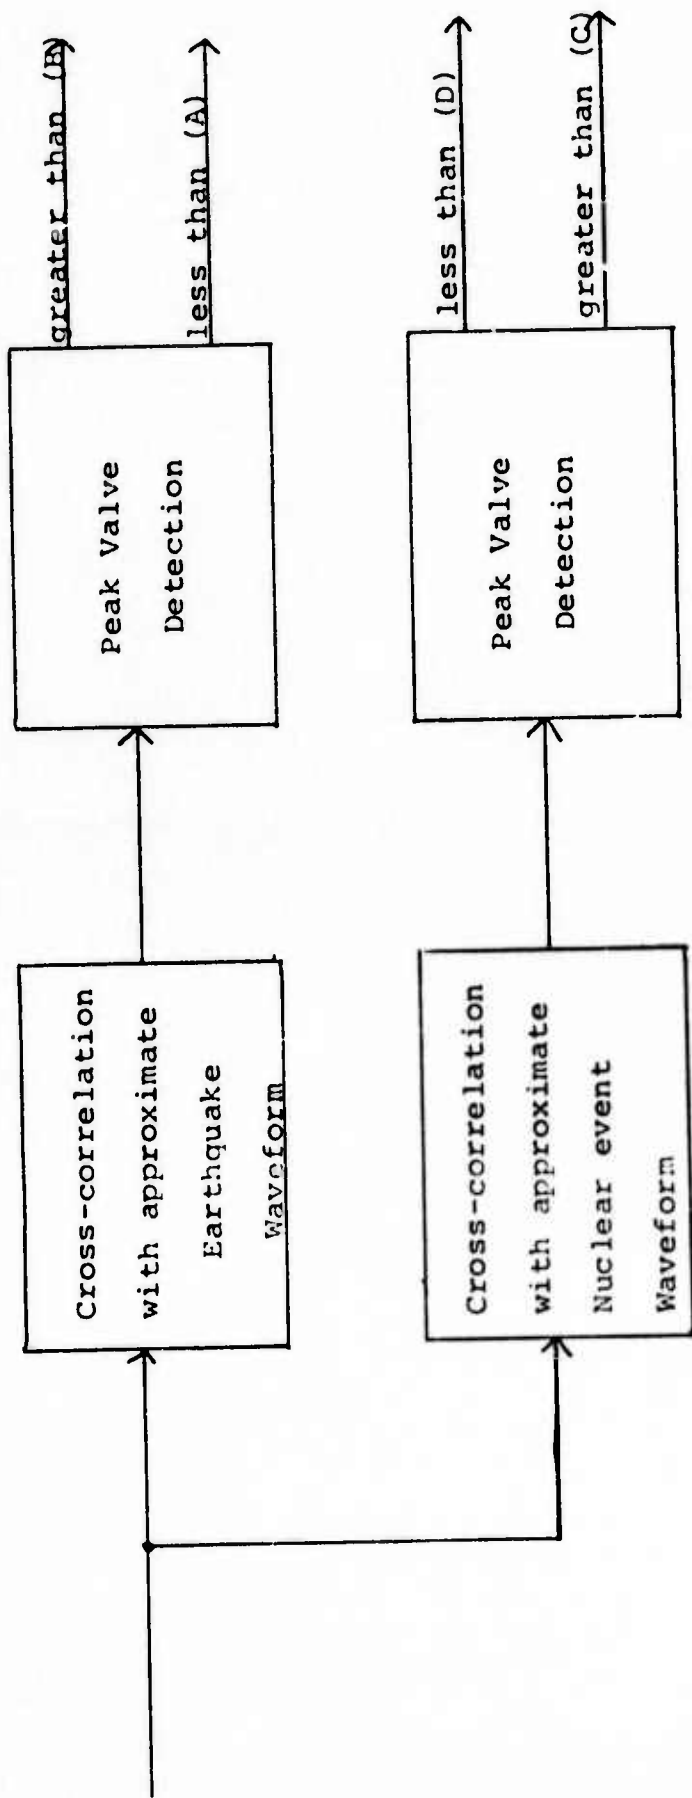 Cross-correlation
with approximate
Earthquake
Waveform
Peak Valve
Detection
greater than (B)
less than (A)
Cross-correlation
with approximate
Nuclear event
Waveform
Peak Valve
Detection
less than (D)
greater than (C)